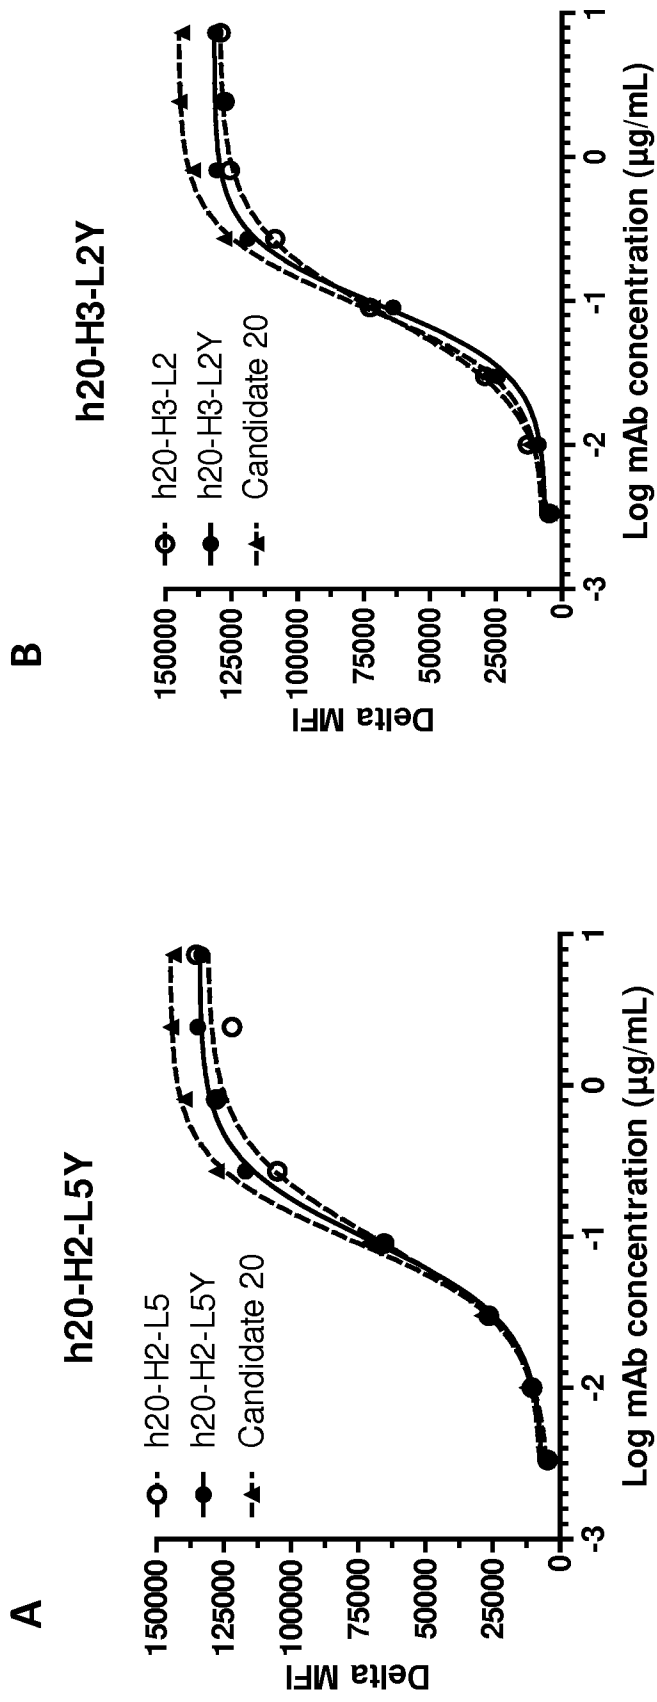 A
h20-H2-L5Y
h20-H2-L5
h20-H2-L5Y
Candidate 20
150000
125000
100000
75000
50000
25000
0
Delta MFI
-3
-2
-1
0
1
Log mAb concentration (µg/mL)
B
h20-H3-L2Y
h20-H3-L2
h20-H3-L2Y
Candidate 20
150000
125000
100000
75000
50000
25000
0
Delta MFI
-3
-2
-1
0
1
Log mAb concentration (µg/mL)